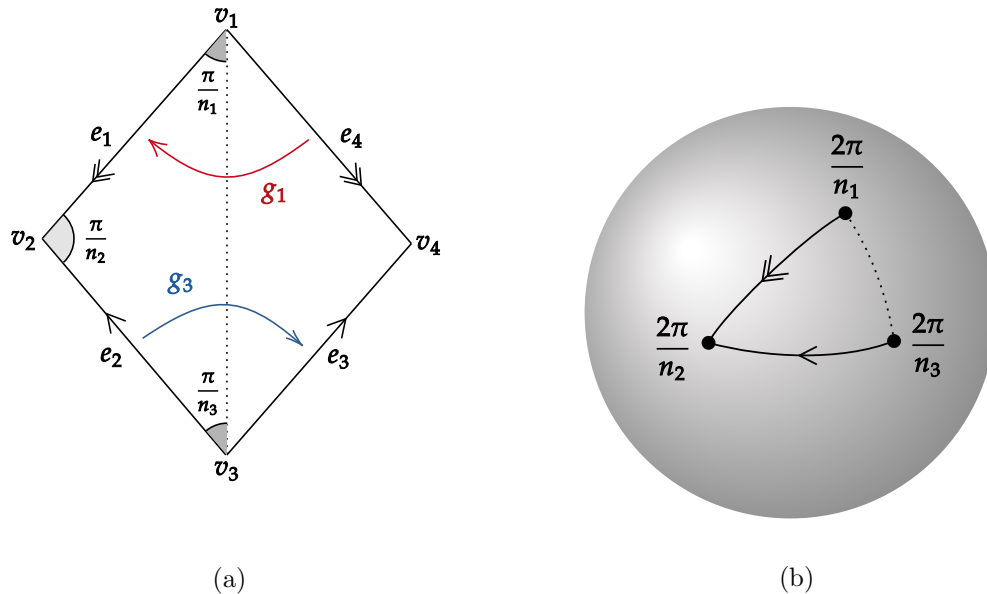 v₁
π/n₁
e₁
e₄
g₁
v₂
π/n₂
v₄
g₃
e₂
e₃
π/n₃
v₃
(a)
2π/n₁
2π/n₂
2π/n₃
(b)